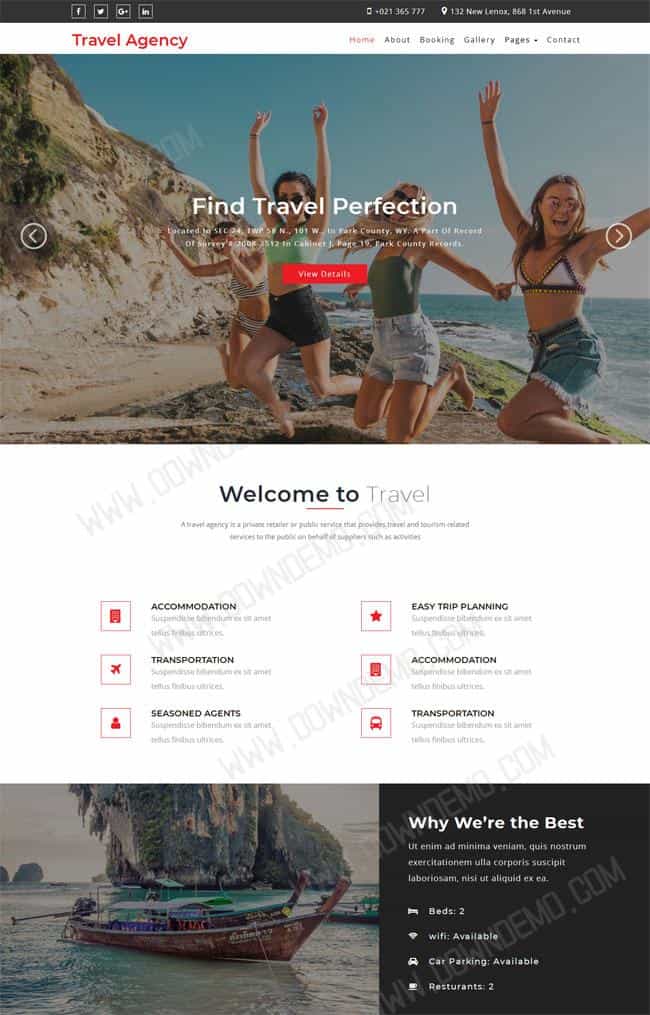 +021 365 777
132 New Lenox, 868 1st Avenue
Travel Agency
Home About Booking Gallery Pages Contact
Find Travel Perfection
Located In SEC 24, TWP 58 N., 101 W., In Park County, WY. A Part Of Record
Of Survey # 2008-3512 In Cabinet J, Page 19, Park County Records.
View Details
Welcome to Travel
A travel agency is a private retailer or public service that provides travel and tourism related
services to the public on behalf of suppliers such as activities
ACCOMMODATION
Suspendisse bibendum ex sit amet
tellus finibus ultrices.
EASY TRIP PLANNING
Suspendisse bibendum ex sit amet
tellus finibus ultrices.
TRANSPORTATION
Suspendisse bibendum ex sit amet
tellus finibus ultrices.
ACCOMMODATION
Suspendisse bibendum ex sit amet
tellus finibus ultrices.
SEASONED AGENTS
Suspendisse bibendum ex sit amet
tellus finibus ultrices.
TRANSPORTATION
Suspendisse bibendum ex sit amet
tellus finibus ultrices.
Why We're the Best
Ut enim ad minima veniam, quis nostrum
exercitationem ulla corporis suscipit
laboriosam, nisi ut aliquid ex ea.
Beds: 2
wifi: Available
Car Parking: Available
Resturants: 2
WWW.DOWNDEMO.COM
WWW.DOWNDEMO.COM
WWW.DOWNDEMO.COM